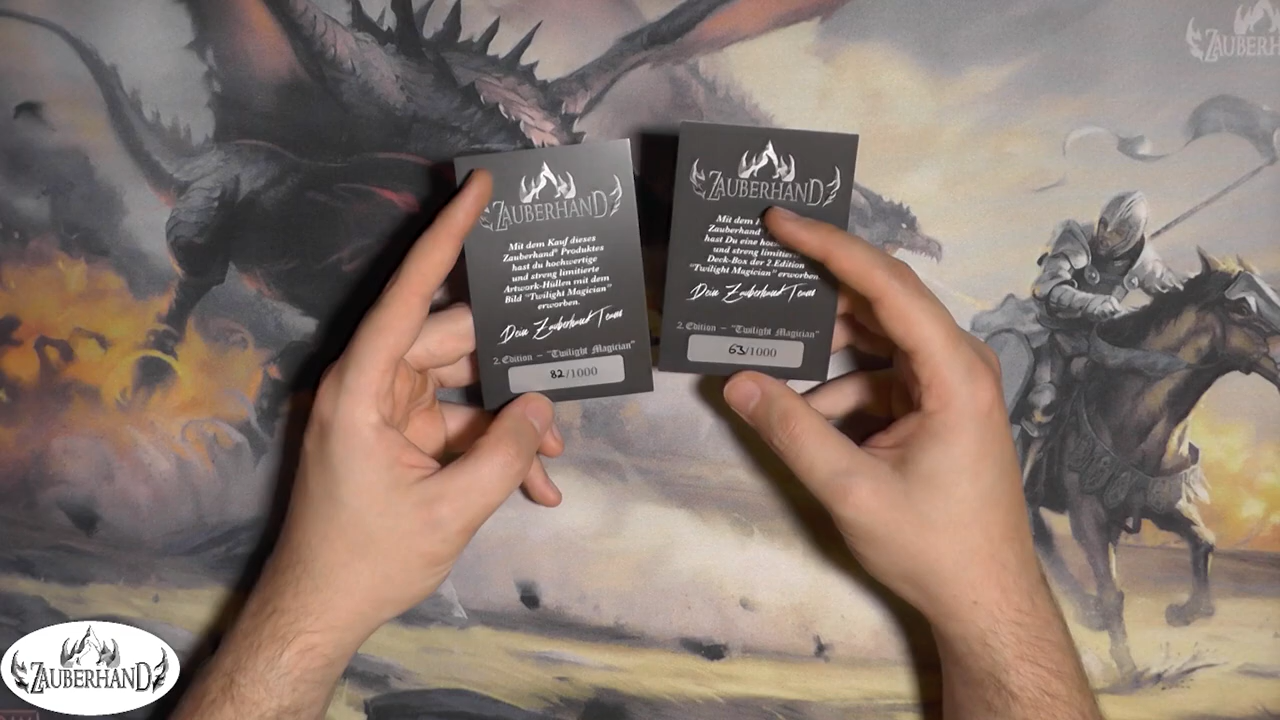 ZAUBERHAND
Mit dem Kauf dieses
Zauberhand® Produktes
hast du hochwertige
und streng limitierte
Artwork-Hüllen mit dem
Bild "Twilight Magician"
erworben.
Dein Zauberhand Team
2. Edition – "Twilight Magician"
82/1000
ZAUBERHAND
Mit dem
Zauberhand
hast Du eine
und streng
Deck-Box der 2.Edition
"Twilight Magician" erworben.
Dein Zauberhand Team
2. Edition – "Twilight Magician"
63/1000
ZAUBERHAND